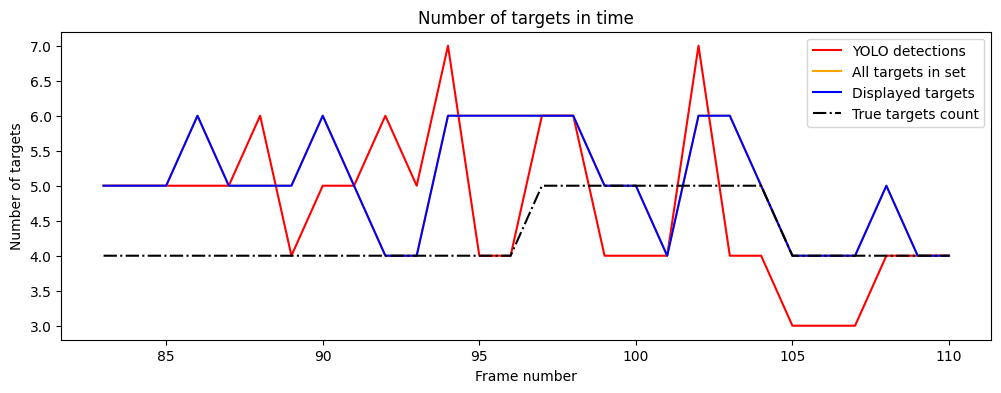 Number of targets in time
Number of targets
7.0
6.5
6.0
5.5
5.0
4.5
4.0
3.5
3.0
YOLO detections
All targets in set
Displayed targets
True targets count
85 90 95 100 105 110
Frame number